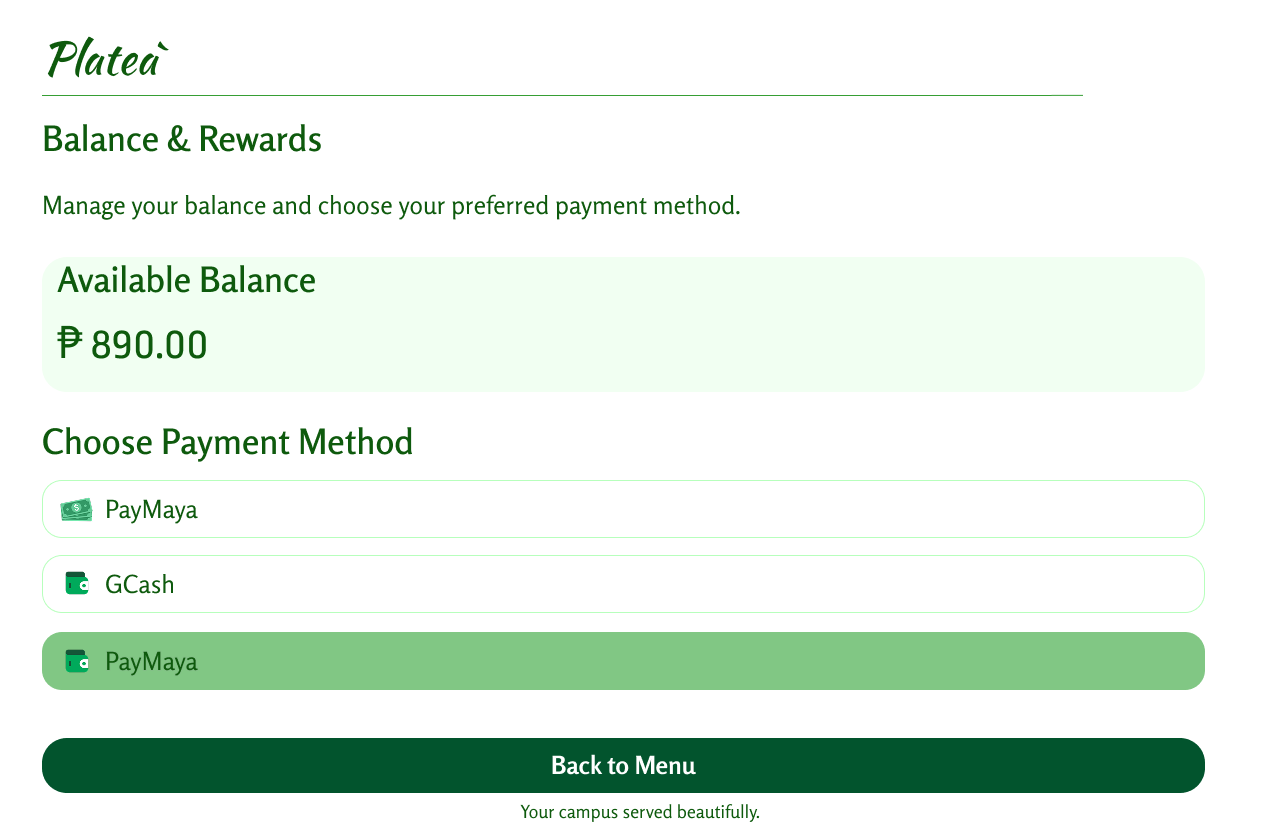 Plateà
Balance & Rewards
Manage your balance and choose your preferred payment method.
Available Balance
₱ 890.00
Choose Payment Method
PayMaya
GCash
PayMaya
Back to Menu
Your campus served beautifully.